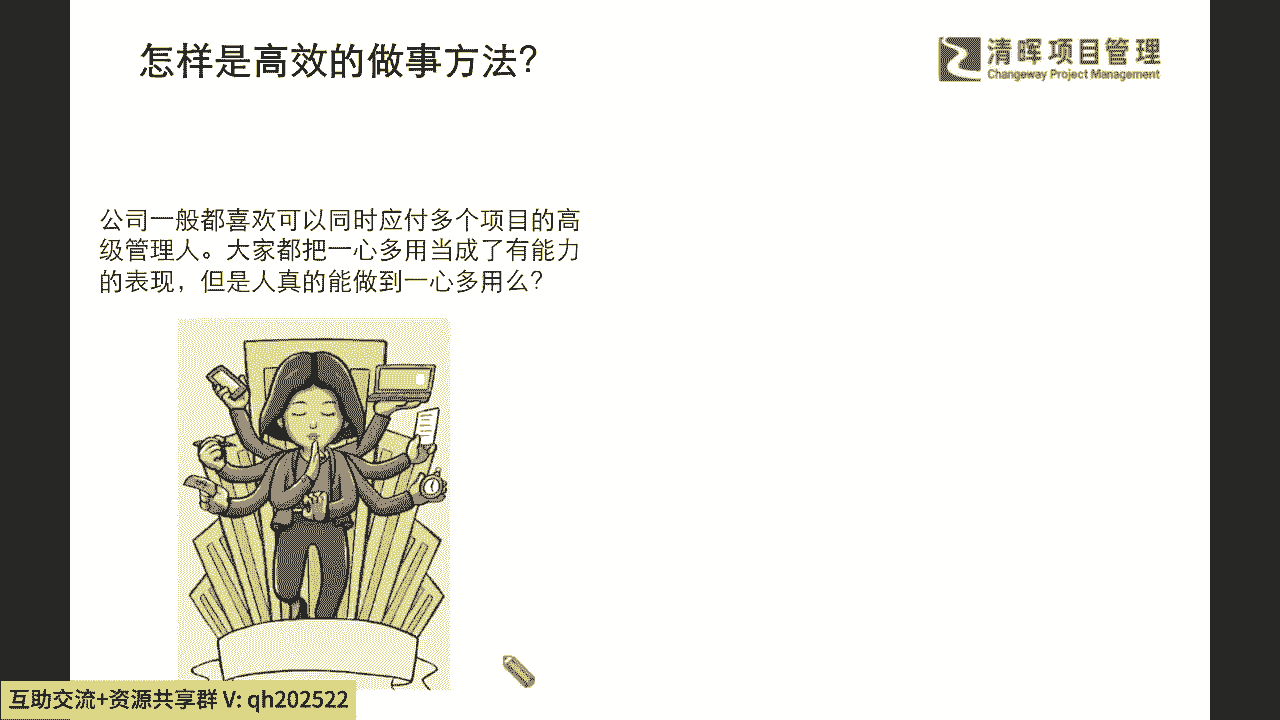 怎样是高效的做事方法?
清晖项目管理
Changeway Project Management
公司一般都喜欢可以同时应付多个项目的高
级管理人。大家都把一心多用当成了有能力
的表现，但是人真的能做到一心多用么?
互助交流+资源共享群 V: qh202522